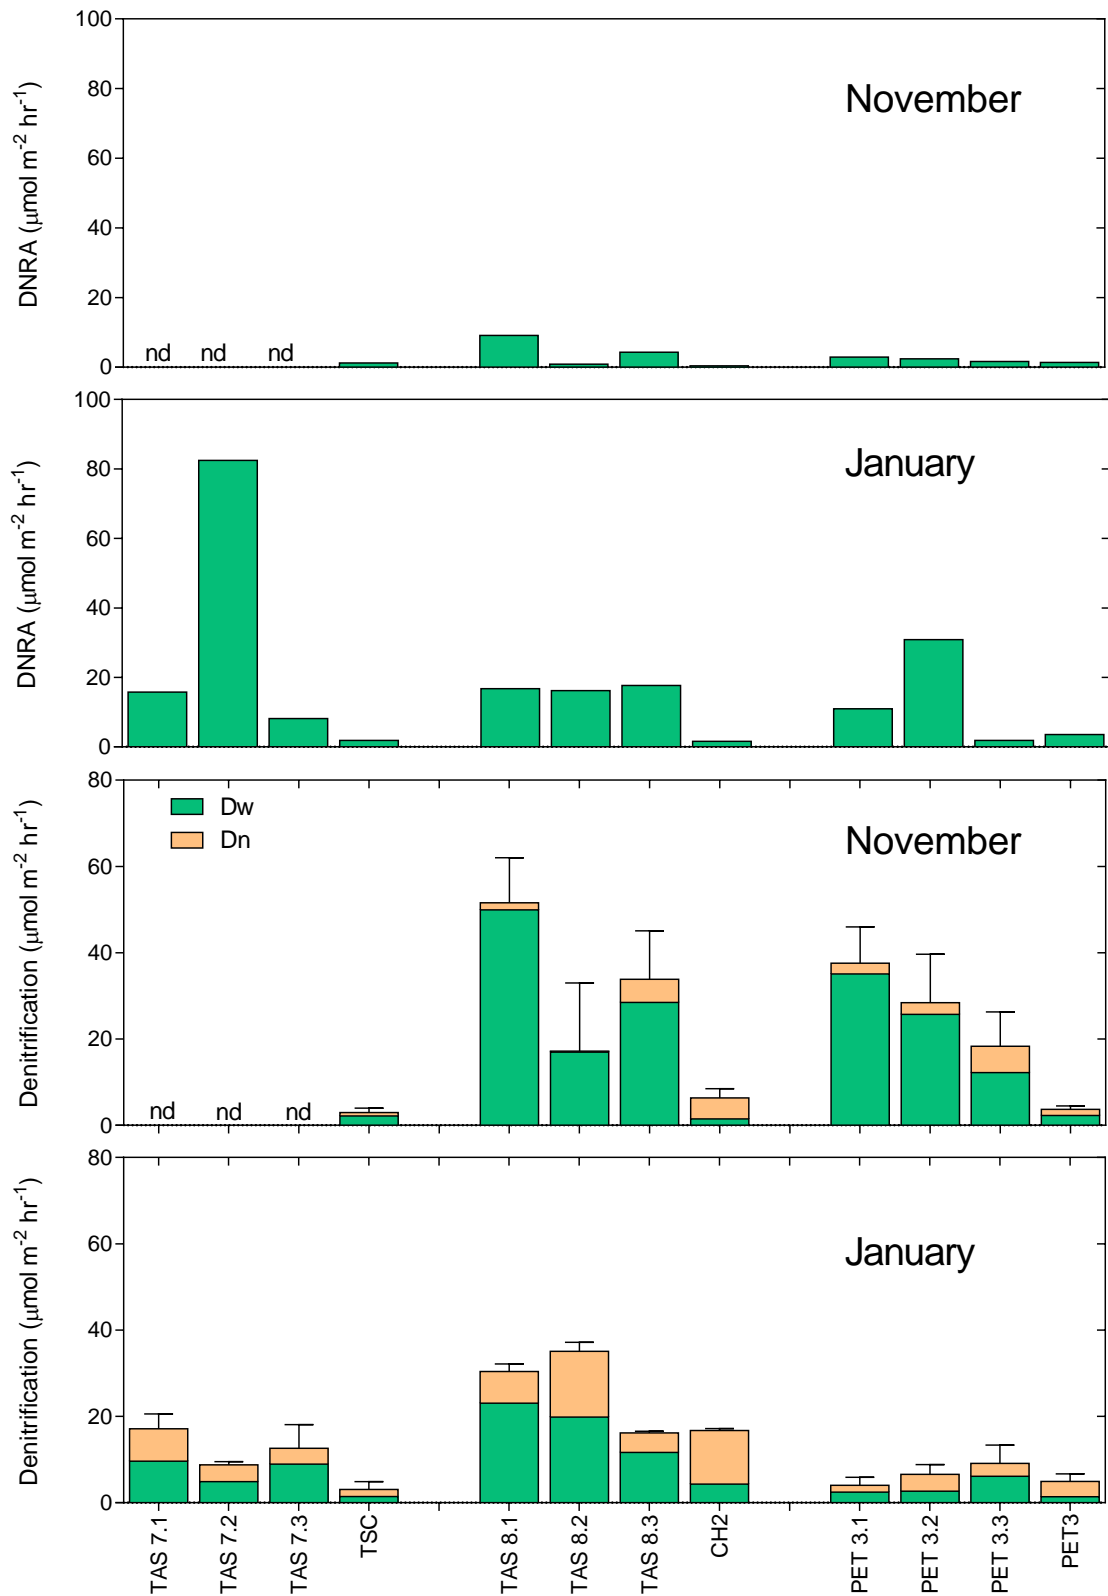 100
80
60
40
20
0
DNRA (μmol m⁻² hr⁻¹)
November
nd nd nd
100
80
60
40
20
0
DNRA (μmol m⁻² hr⁻¹)
January
80
60
40
20
0
Denitrification (μmol m⁻² hr⁻¹)
Dw
Dn
November
nd nd nd
80
60
40
20
0
Denitrification (μmol m⁻² hr⁻¹)
January
TAS 7.1
TAS 7.2
TAS 7.3
TSC
TAS 8.1
TAS 8.2
TAS 8.3
CH2
PET 3.1
PET 3.2
PET 3.3
PET3